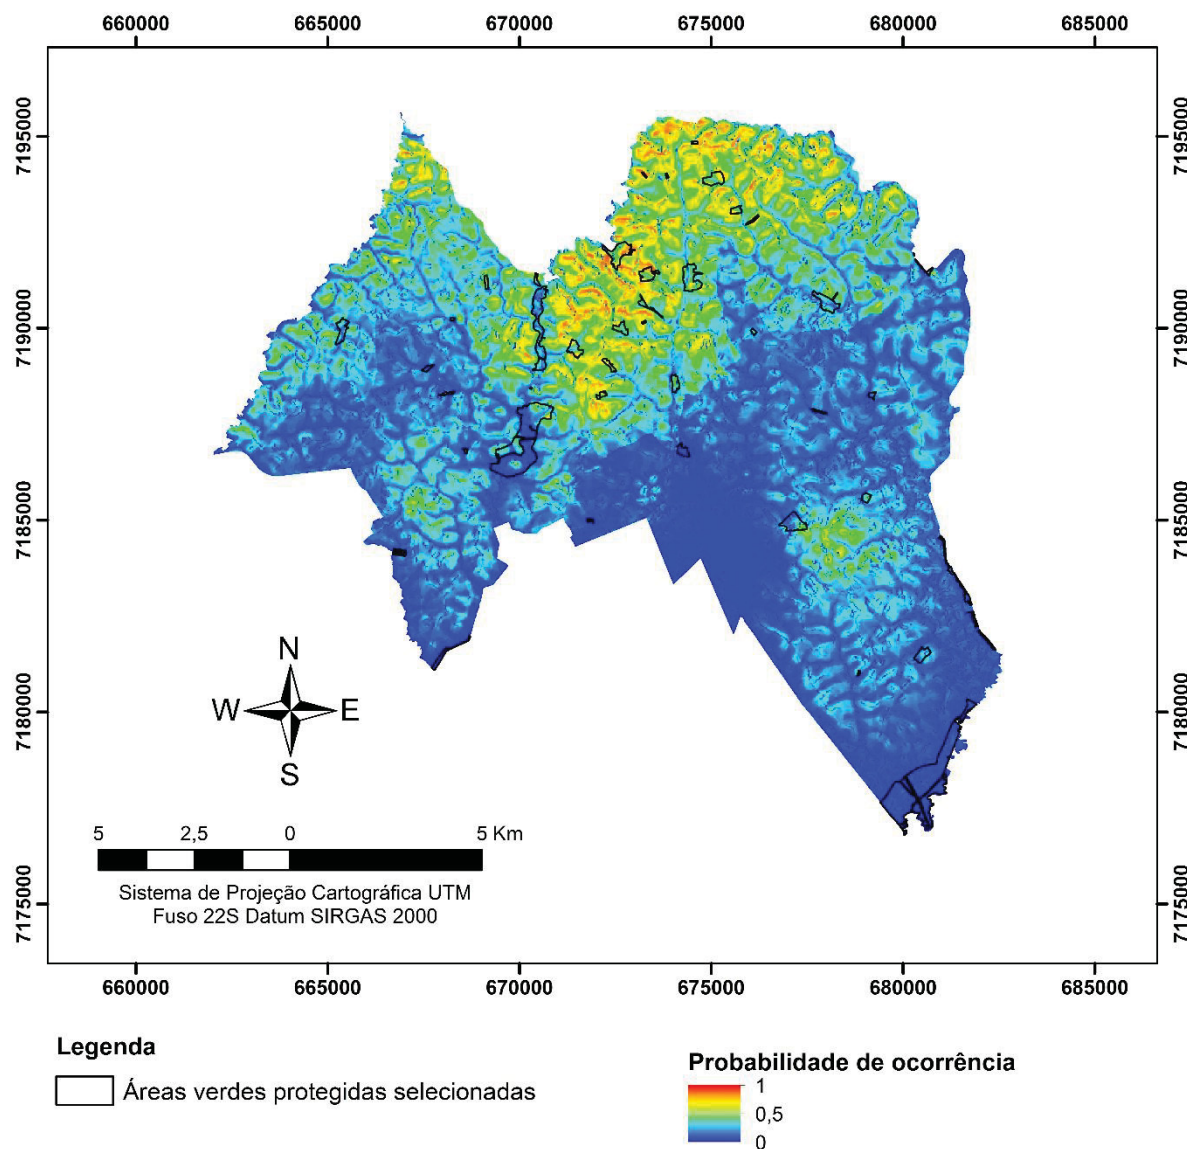 660000 665000 670000 675000 680000 685000
7195000 7195000
7190000 7190000
7185000 7185000
7180000 7180000
7175000 7175000
N
W E
S
5 2,5 0 5 Km
Sistema de Projeção Cartográfica UTM
Fuso 22S Datum SIRGAS 2000
660000 665000 670000 675000 680000 685000
Legenda
Áreas verdes protegidas selecionadas
Probabilidade de ocorrência
1
0,5
0